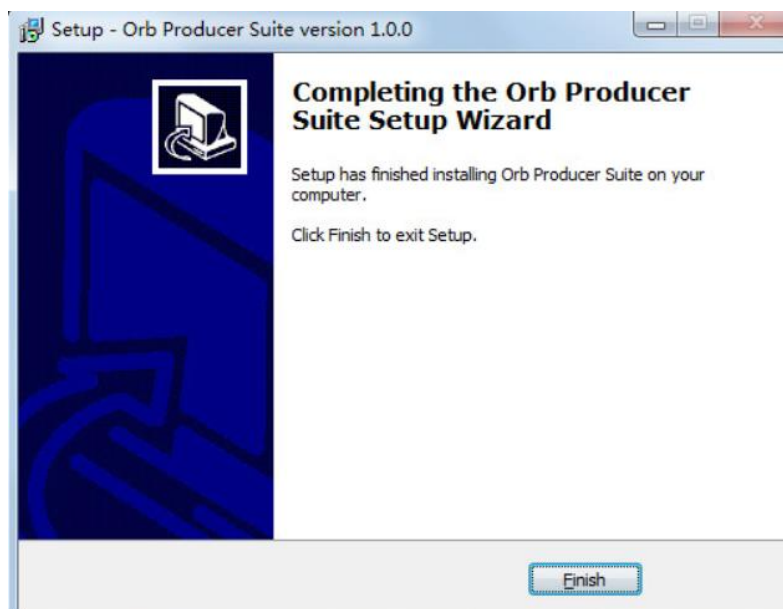 Setup - Orb Producer Suite version 1.0.0
Completing the Orb Producer
Suite Setup Wizard
Setup has finished installing Orb Producer Suite on your
computer.
Click Finish to exit Setup.
Finish